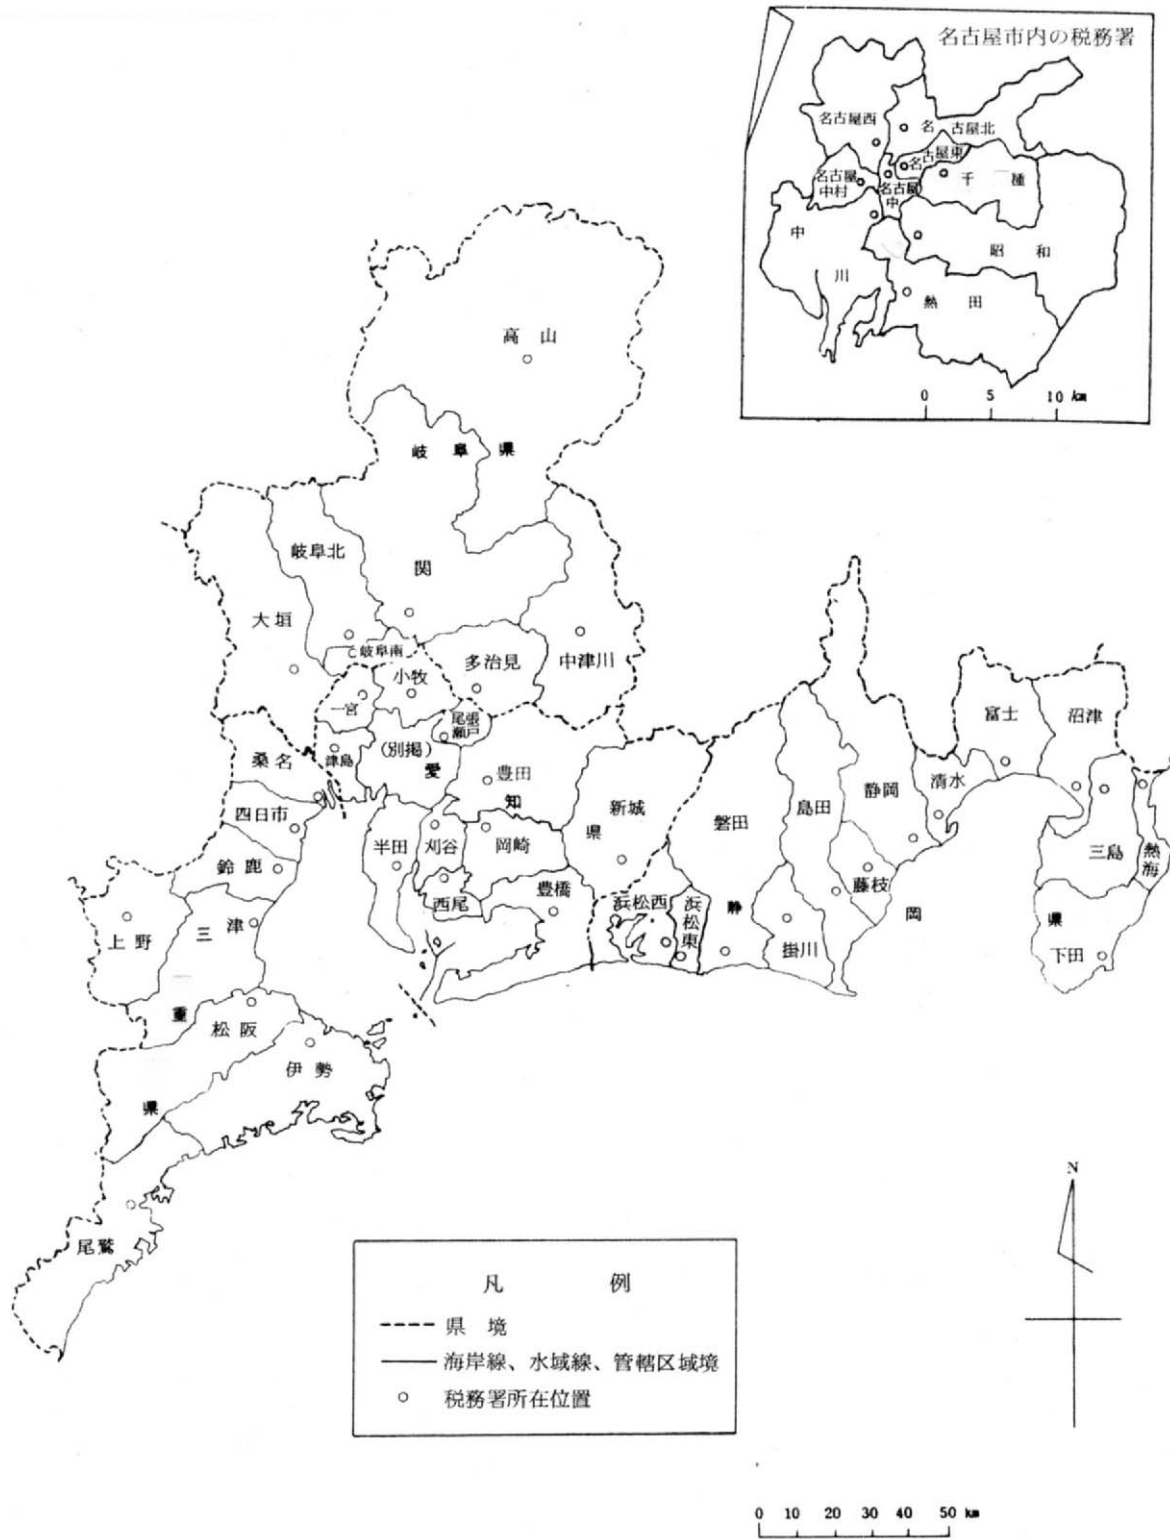 名古屋市内の税務署
名古屋西
名古屋北
名古屋東
名古屋
中村
名古屋
中
千種
中川
昭和
熱田
0 5 10 km
高山
岐阜県
岐阜北
関
大垣
岐阜南
多治見
中津川
小牧
一宮
尾張
瀬戸
(別掲)
津島
桑名
愛知県
豊田
四日市
半田
刈谷
岡崎
新城
鈴鹿
西尾
豊橋
上野
津
三重県
松阪
伊勢
尾鷲
富士
沼津
清水
静岡
島田
磐田
藤枝
三島
熱海
浜松西
浜松東
掛川
静岡県
下田
N
凡例
県境
海岸線、水域線、管轄区域境
税務署所在位置
0 10 20 30 40 50 km